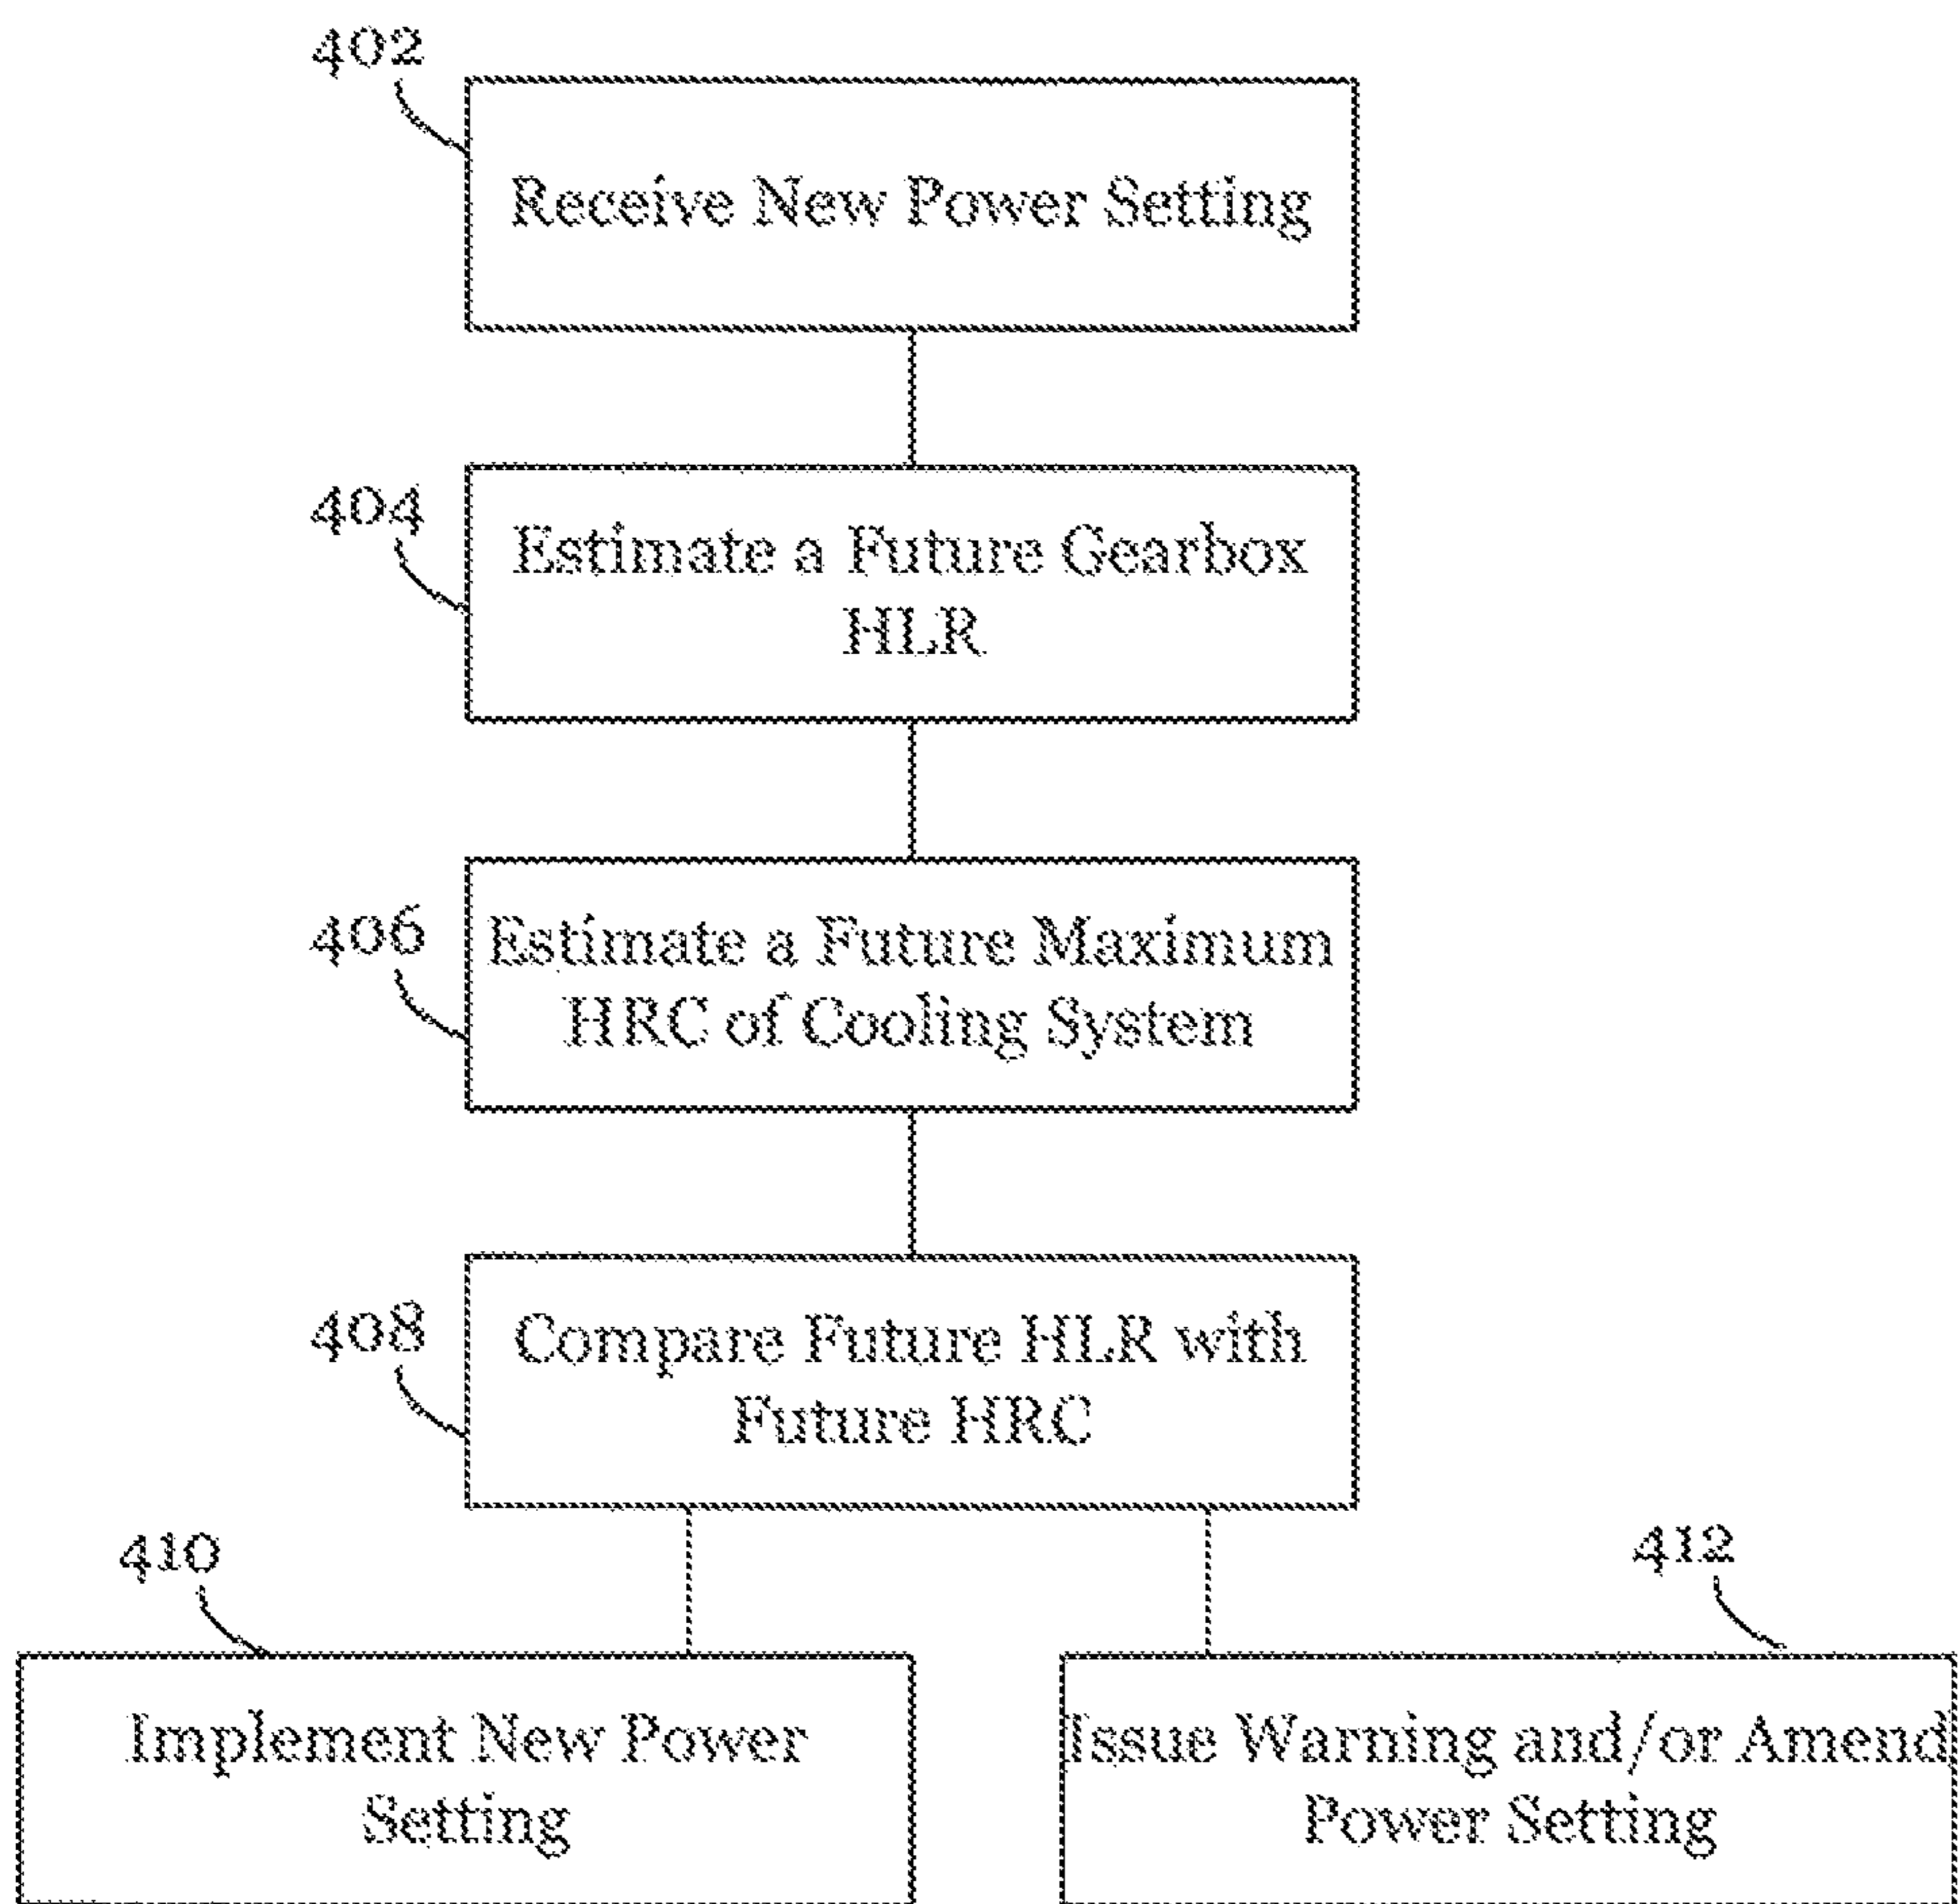 402
Receive New Power Setting
404
Estimate a Future Gearbox
HLR
406
Estimate a Future Maximum
HRC of Cooling System
408
Compare Future HLR with
Future HRC
410
412
Implement New Power
Setting
Issue Warning and/or Amend
Power Setting